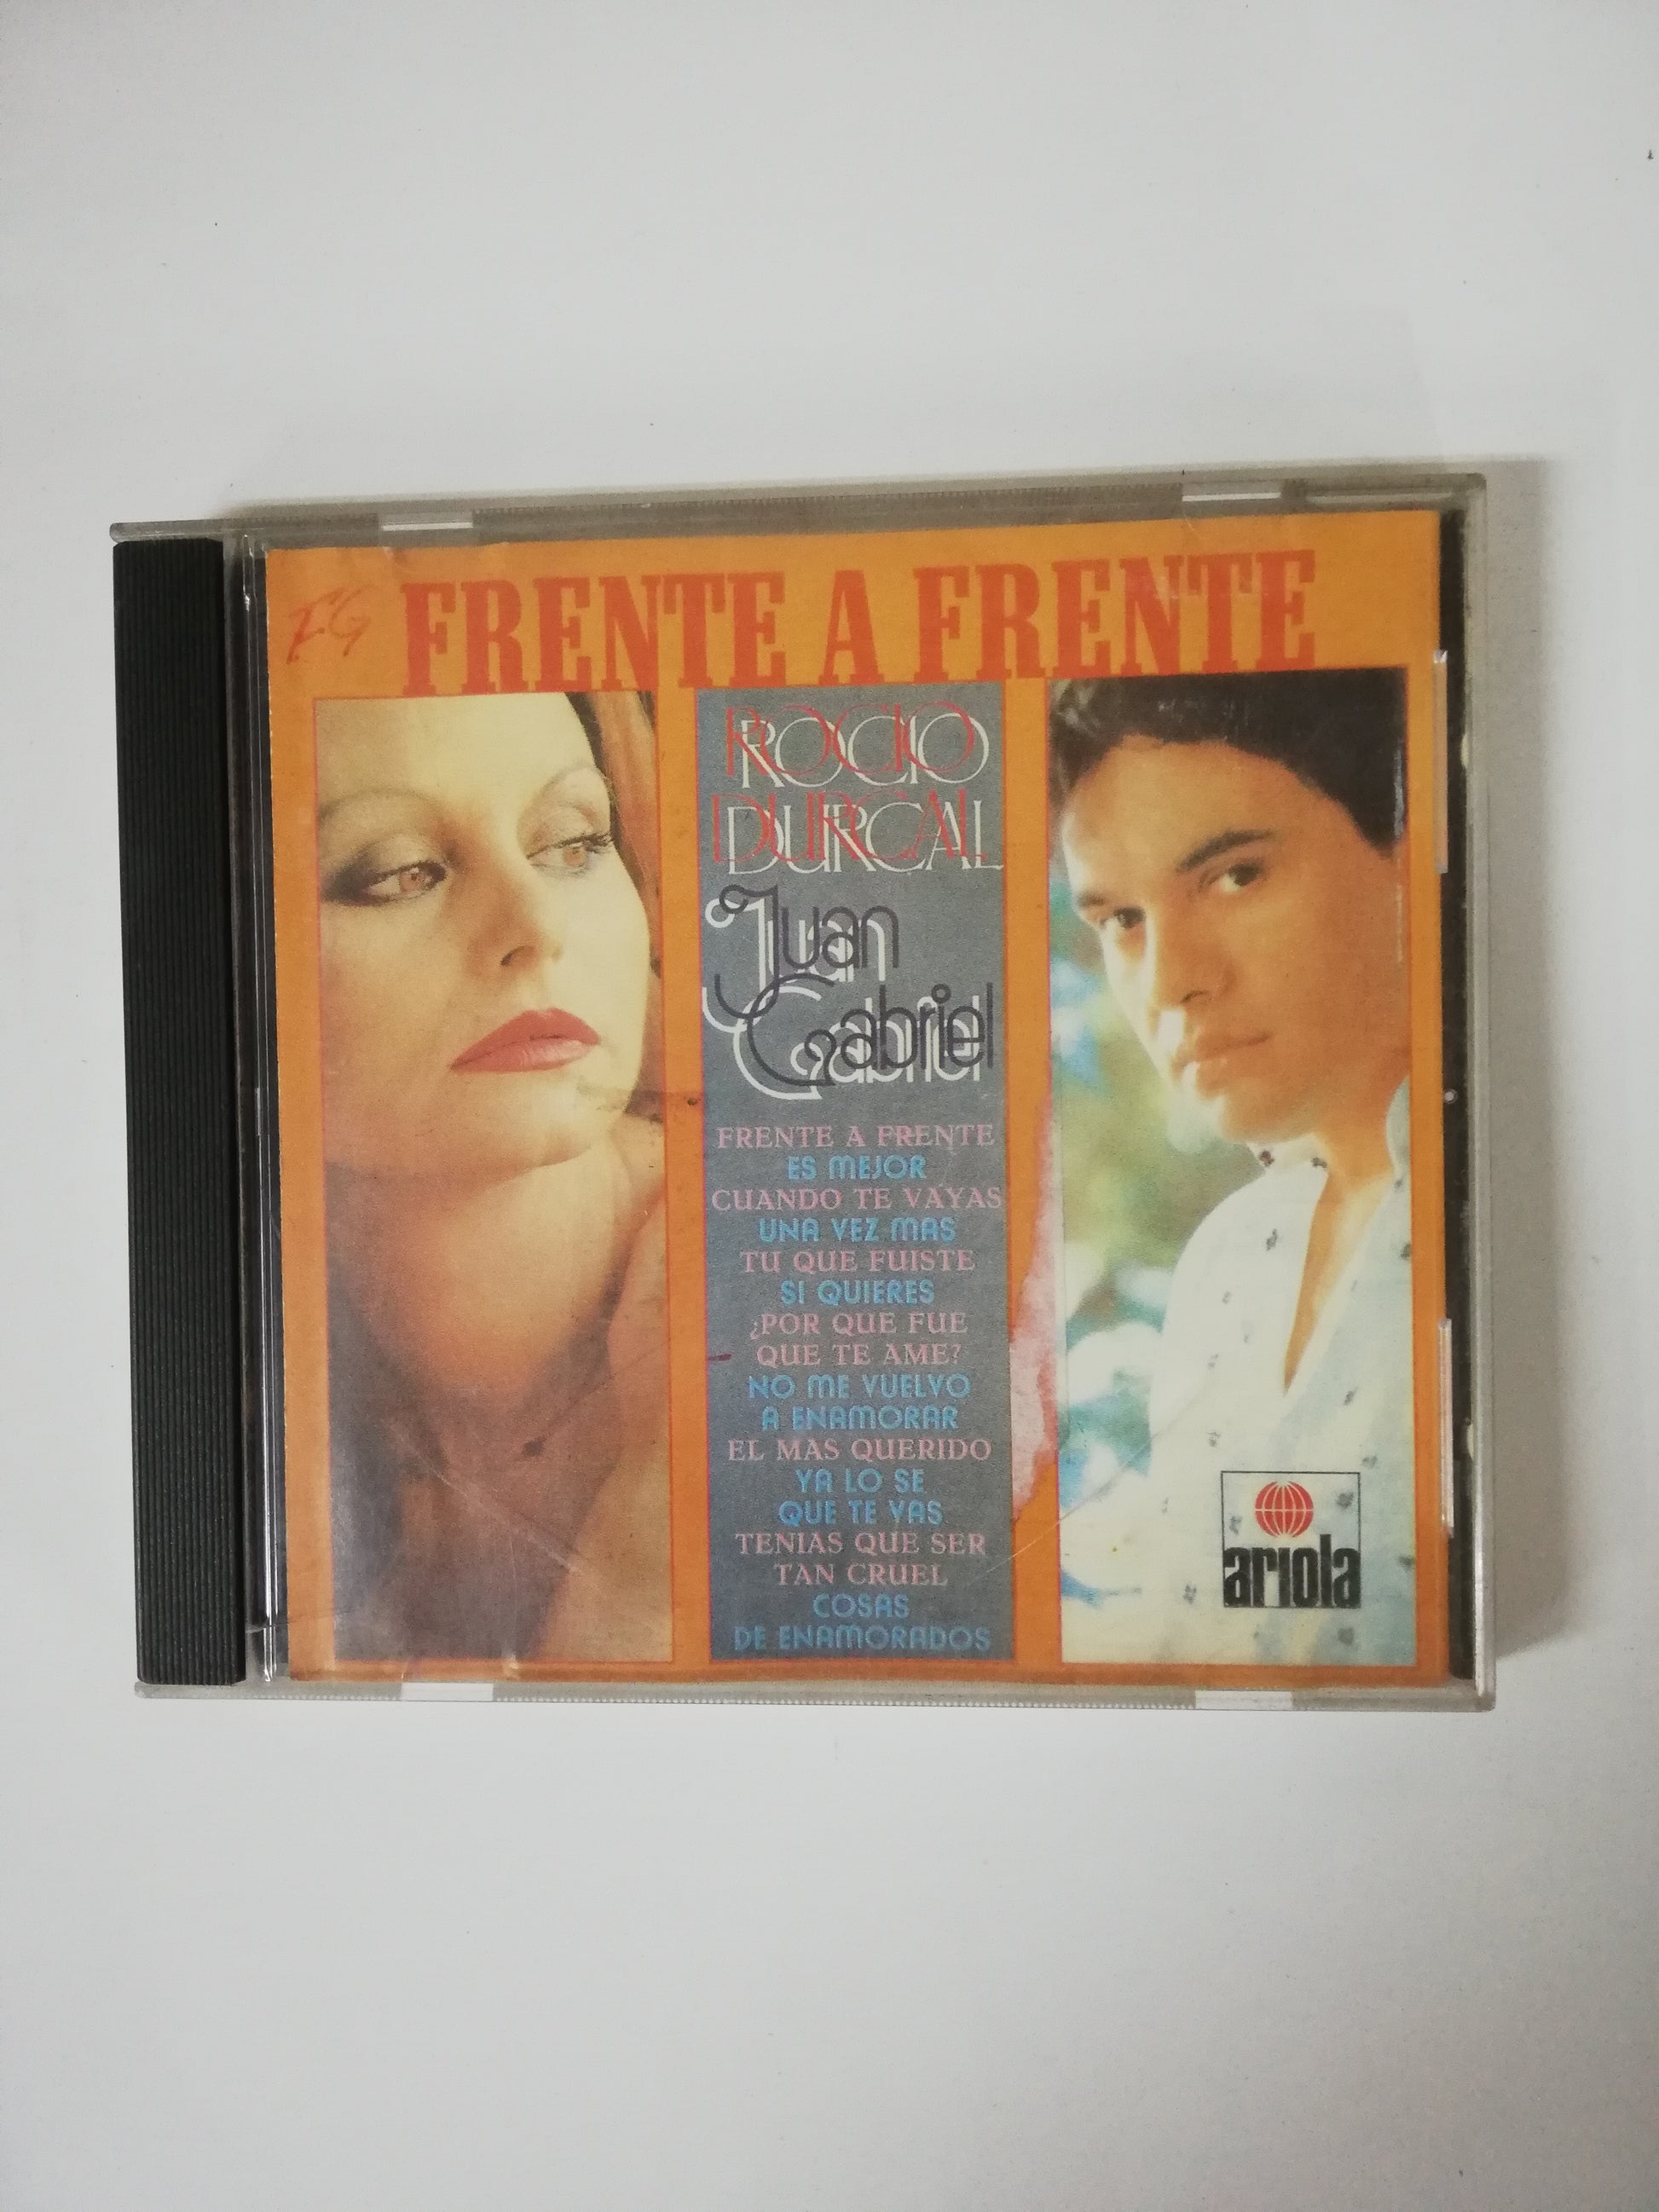 FRENTE A FRENTE
ROCIO
DURCAL
Juan
Gabriel
FRENTE A FRENTE
ES MEJOR
CUANDO TE VAYAS
UNA VEZ MAS
TU QUE FUISTE
SI QUIERES
¿POR QUE FUE
QUE TE AME?
NO ME VUELVO
A ENAMORAR
EL MAS QUERIDO
YA LO SE
QUE TE VAS
TENIAS QUE SER
TAN CRUEL
COSAS
DE ENAMORADOS
ariola